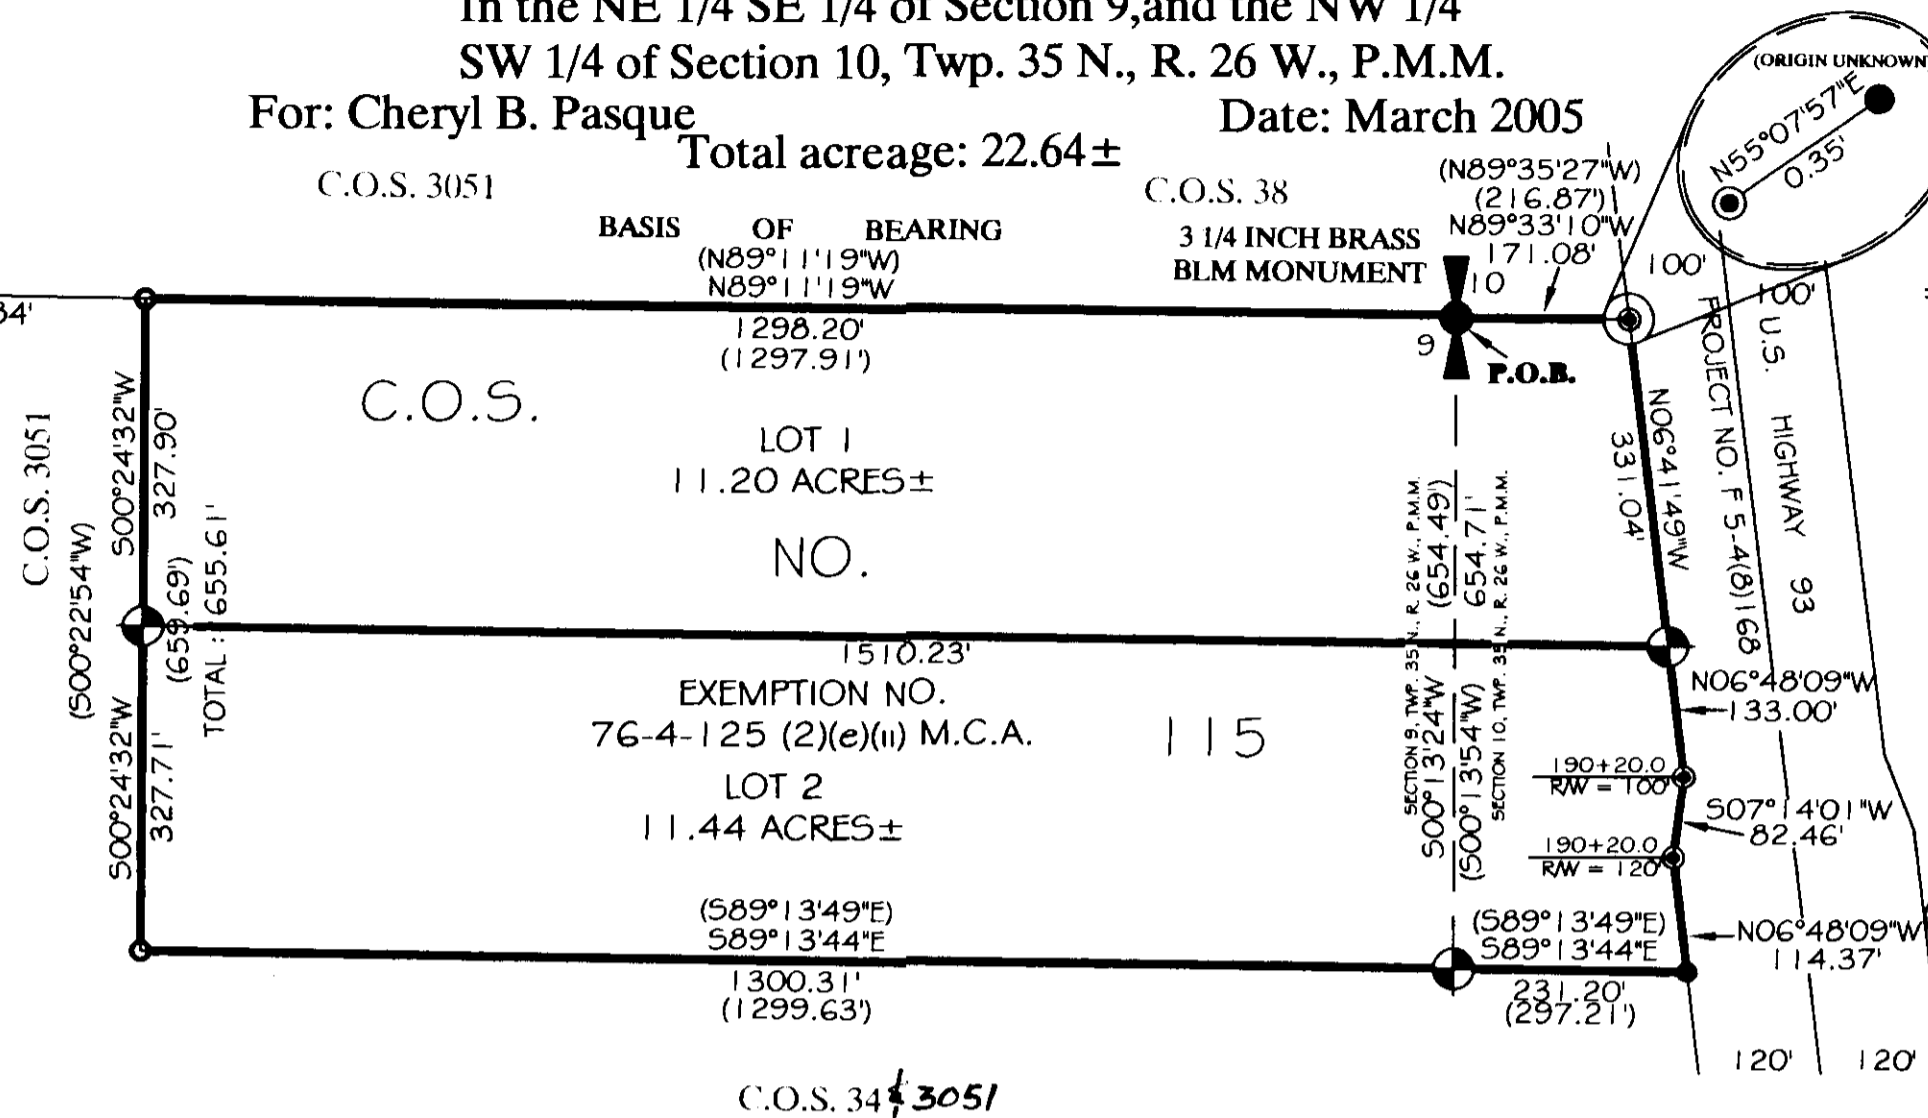 In the NE 1/4 SE 1/4 of Section 9,and the NW 1/4
SW 1/4 of Section 10, Twp. 35 N., R. 26 W., P.M.M.
For: Cheryl B. Pasque
Date: March 2005
Total acreage: 22.64±
(ORIGIN UNKNOWN
N55°07'57"E
0.35'
C.O.S. 3051
C.O.S. 38
(N89°35'27"W)
(216.87')
N89°33'10"W
171.08'
BASIS OF BEARING
(N89°11'19"W)
N89°11'19"W
1298.20'
(1297.91')
3 1/4 INCH BRASS
BLM MONUMENT
10
9
P.O.B.
100'
100'
34'
C.O.S. 3051
(S00°22'54"W)
S00°24'32"W
327.90'
(659.69')
TOTAL : 655.61'
S00°24'32"W
327.71'
C.O.S.
LOT 1
11.20 ACRES±
NO.
1510.23'
EXEMPTION NO.
76-4-125 (2)(e)(ii) M.C.A.
115
LOT 2
11.44 ACRES±
SECTION 9, TWP. 35 N., R. 26 W., P.M.M.
S00°13'24"W (654.49')
(S00°13'54"W) 654.71'
SECTION 10, TWP. 35 N., R. 26 W., P.M.M.
N06°41'49"W
331.04'
PROJECT NO. F 5-4(8)168
U.S. HIGHWAY 93
N06°48'09"W
133.00'
190+20.0
R/W = 100'
S07°14'01"W
82.46'
190+20.0
R/W = 120'
N06°48'09"W
114.37'
(S89°13'49"E)
S89°13'44"E
1300.31'
(1299.63')
(S89°13'49"E)
S89°13'44"E
231.20'
(297.21')
120'
120'
C.O.S. 34 & 3051